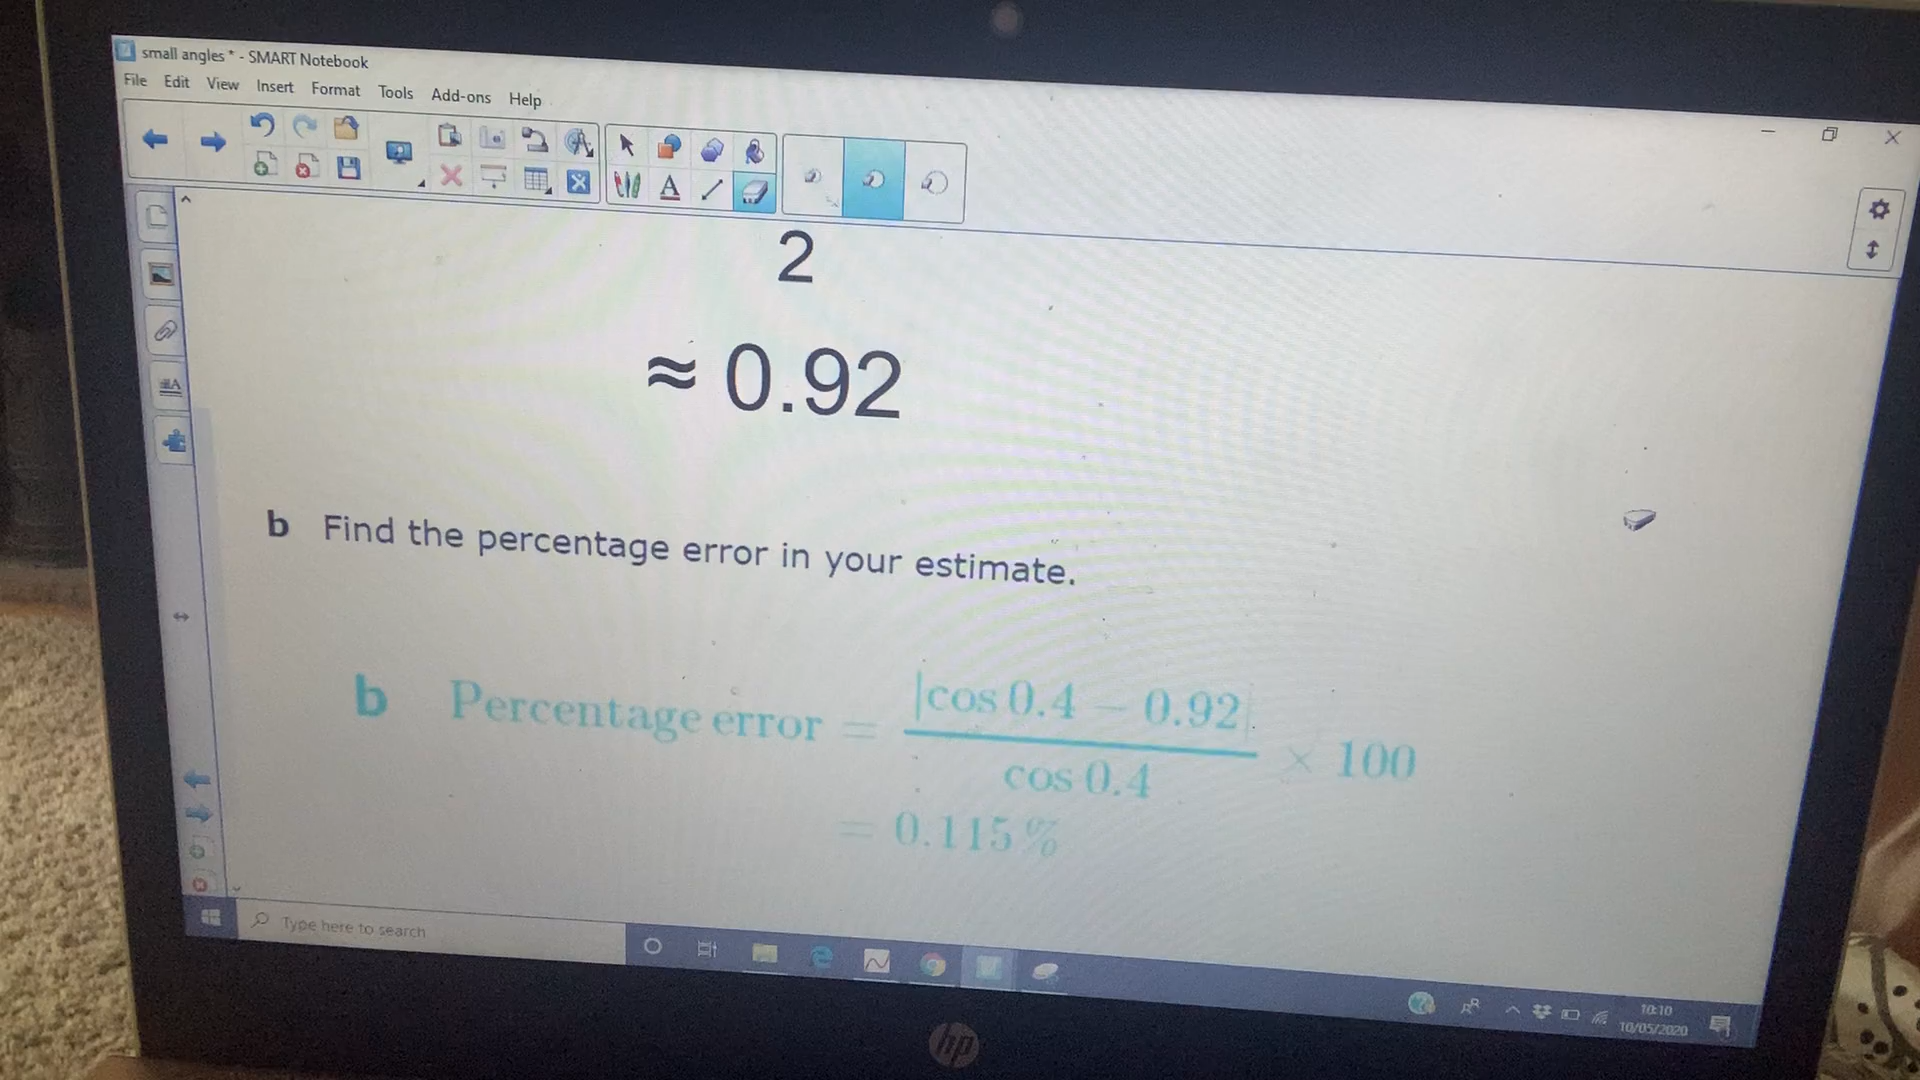 small angles * - SMART Notebook
File Edit View Insert Format Tools Add-ons Help
2
≈ 0.92
b Find the percentage error in your estimate.
b Percentage error = |cos 0.4 – 0.92| / cos 0.4 × 100
= 0.115%
Type here to search
10:10
10/05/2020
hp